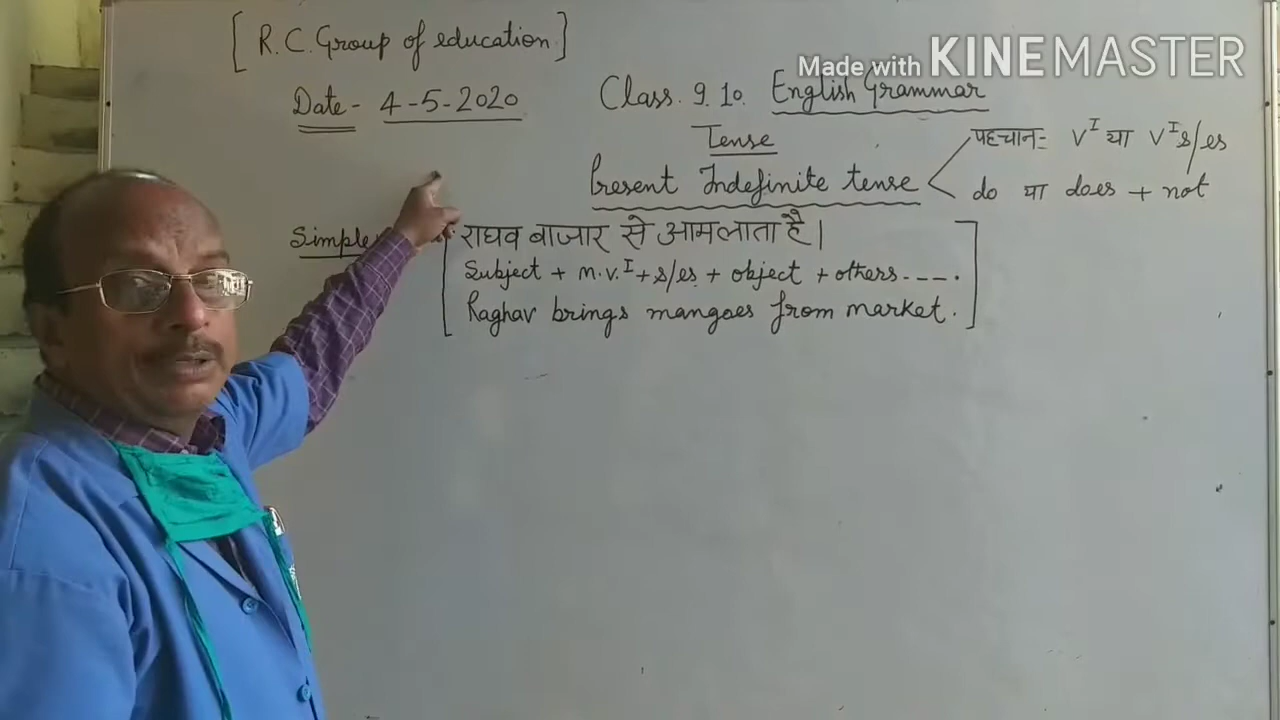 [R.C. Group of education]
Made with KINEMASTER
Date - 4-5-2020
Class. 9. 10. English Grammar
Tense
Present Indefinite tense
पहचान:- V^I या V^I s/es
do या does + not
Simple
राघव बाजार से आम लाता है।
Subject + m.v.^I + s/es + object + others ----.
Raghav brings mangoes from market.